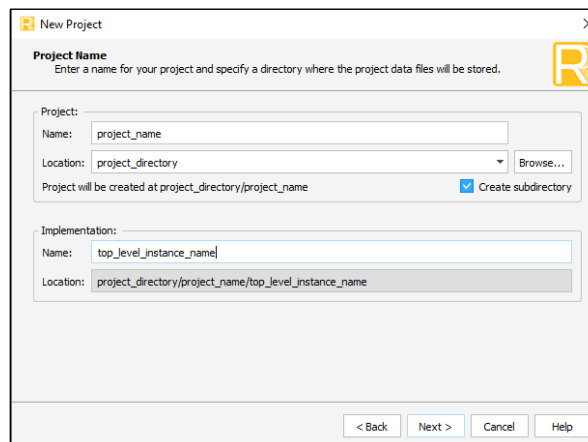 New Project
Project Name
Enter a name for your project and specify a directory where the project data files will be stored.
Project:
Name: project_name
Location: project_directory Browse...
Project will be created at project_directory/project_name Create subdirectory
Implementation:
Name: top_level_instance_name
Location: project_directory/project_name/top_level_instance_name
< Back Next > Cancel Help